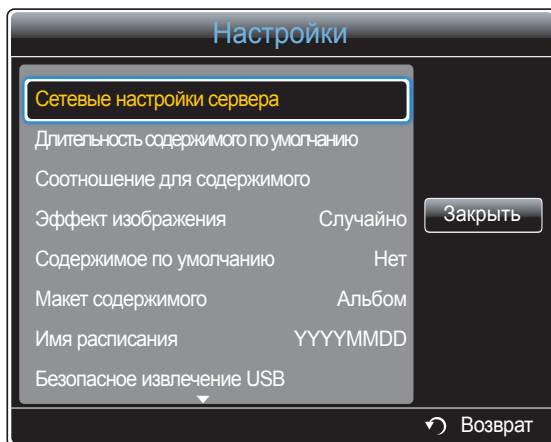 Настройки
Сетевые настройки сервера
Длительность содержимого по умолчанию
Соотношение для содержимого
Эффект изображения Случайно
Содержимое по умолчанию Нет
Макет содержимого Альбом
Имя расписания YYYYMMDD
Безопасное извлечение USB
Закрыть
Возврат